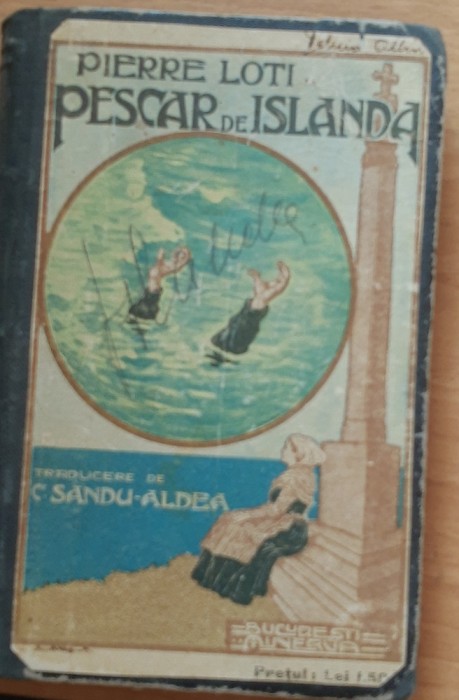 PIERRE LOTI
PESCAR DE ISLANDA
TRADUCERE DE
C. SANDU-ALDEA
BUCUREȘTI
MINERVA
Prețul: Lei 1.50